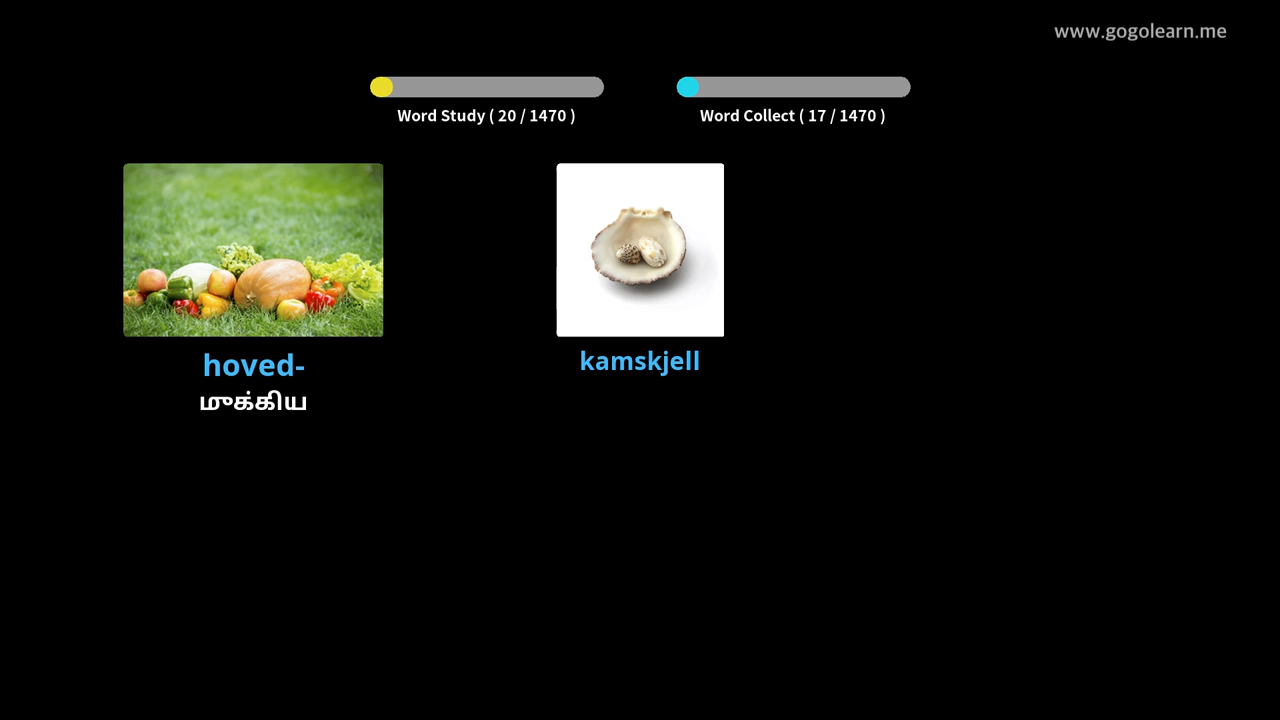 www.gogolearn.me
Word Study ( 20 / 1470 )
Word Collect ( 17 / 1470 )
hoved-
முக்கிய
kamskjell